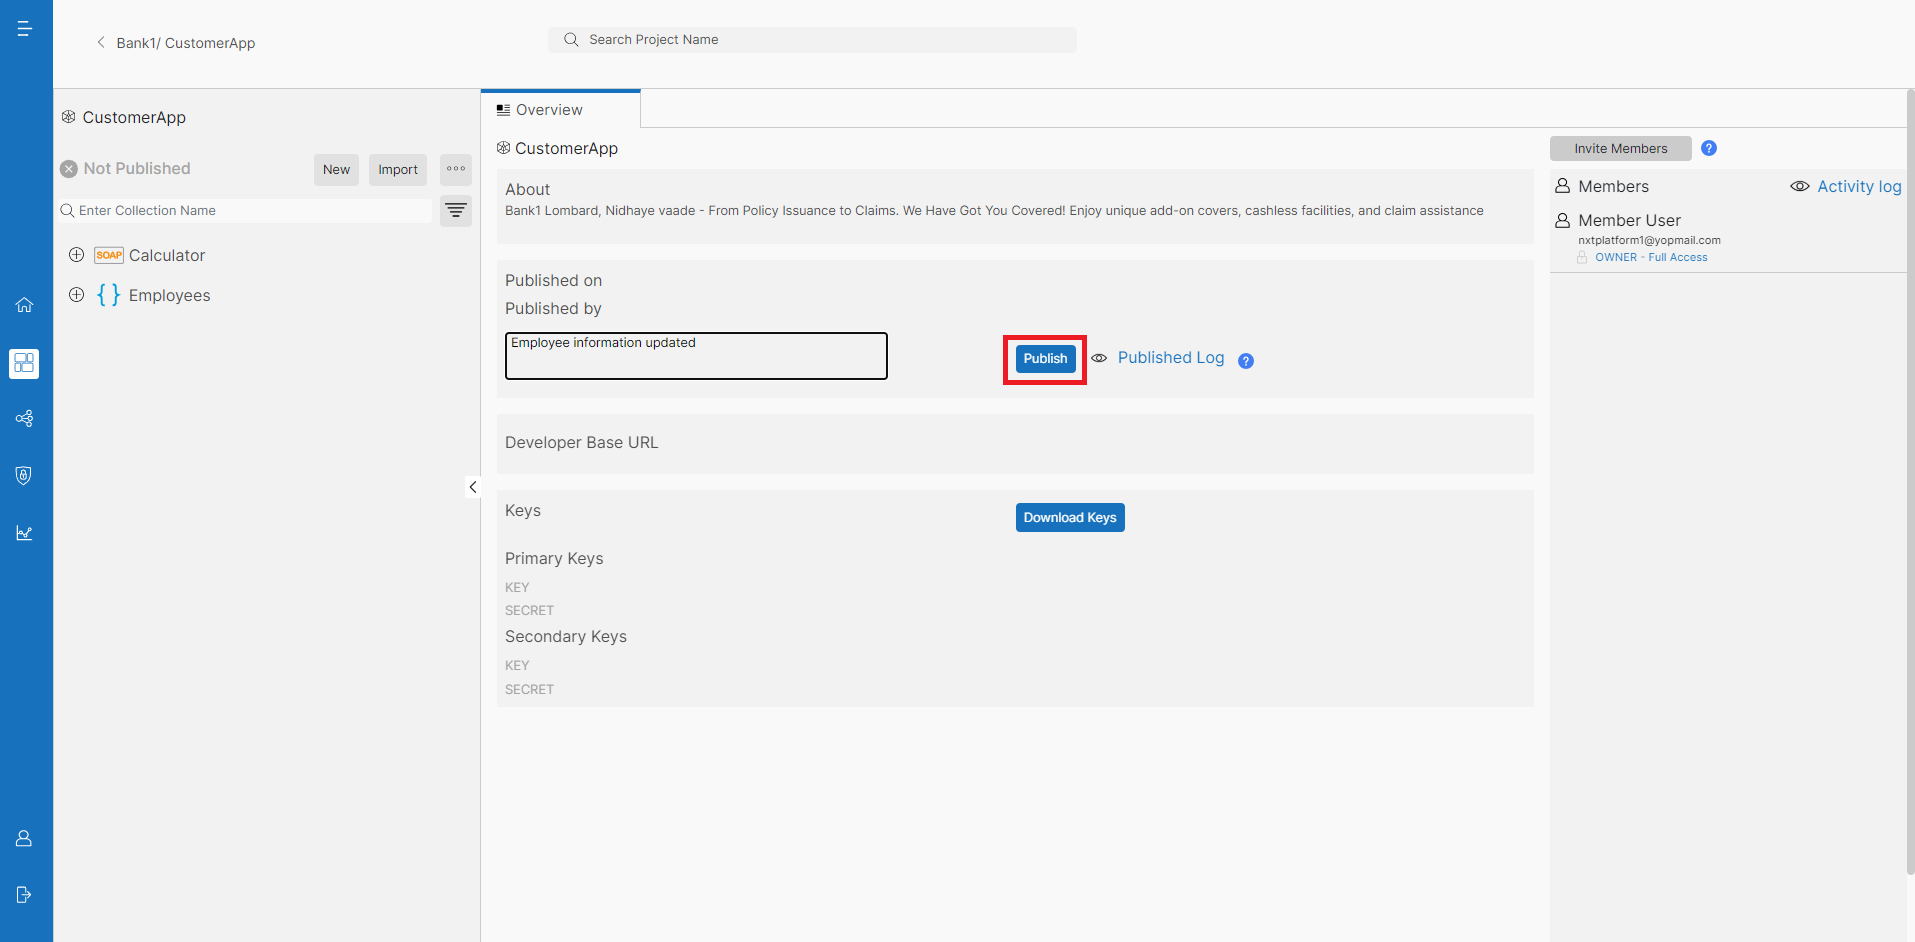 Bank1/ CustomerApp
Search Project Name
CustomerApp
Not Published
New
Import
Enter Collection Name
SOAP Calculator
{ } Employees
Overview
CustomerApp
About
Bank1 Lombard, Nidhaye vaade - From Policy Issuance to Claims. We Have Got You Covered! Enjoy unique add-on covers, cashless facilities, and claim assistance
Published on
Published by
Employee information updated
Publish
Published Log
?
Developer Base URL
Keys
Download Keys
Primary Keys
KEY
SECRET
Secondary Keys
KEY
SECRET
Invite Members
?
Members
Activity log
Member User
nxtplatform1@yopmail.com
OWNER - Full Access